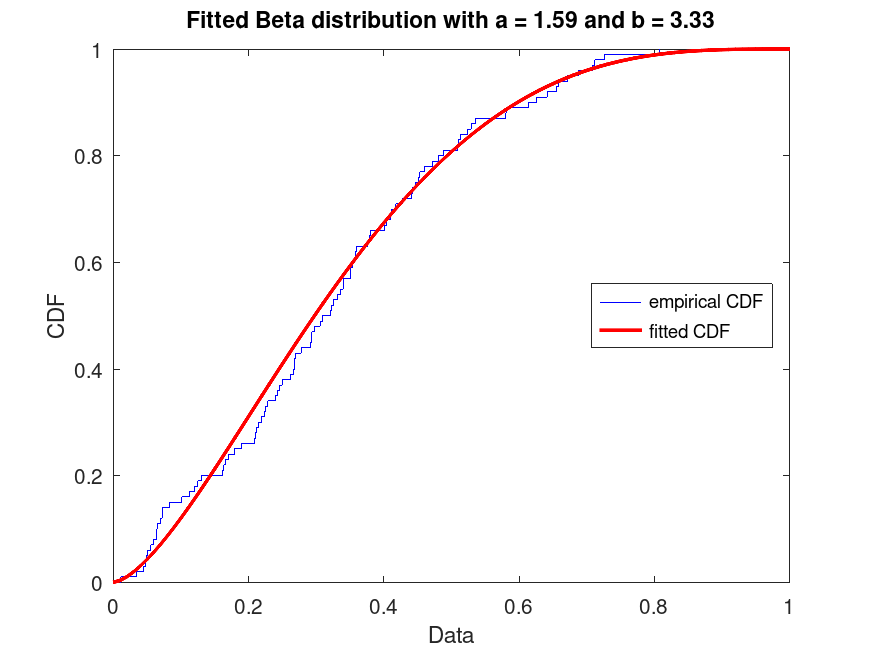 Fitted Beta distribution with a = 1.59 and b = 3.33
1
0.8
0.6
0.4
0.2
0
CDF
empirical CDF
fitted CDF
0 0.2 0.4 0.6 0.8 1
Data